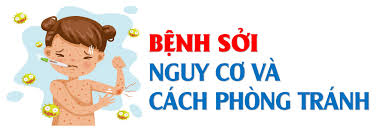 BỆNH SỞI
NGUY CƠ VÀ
CÁCH PHÒNG TRÁNH